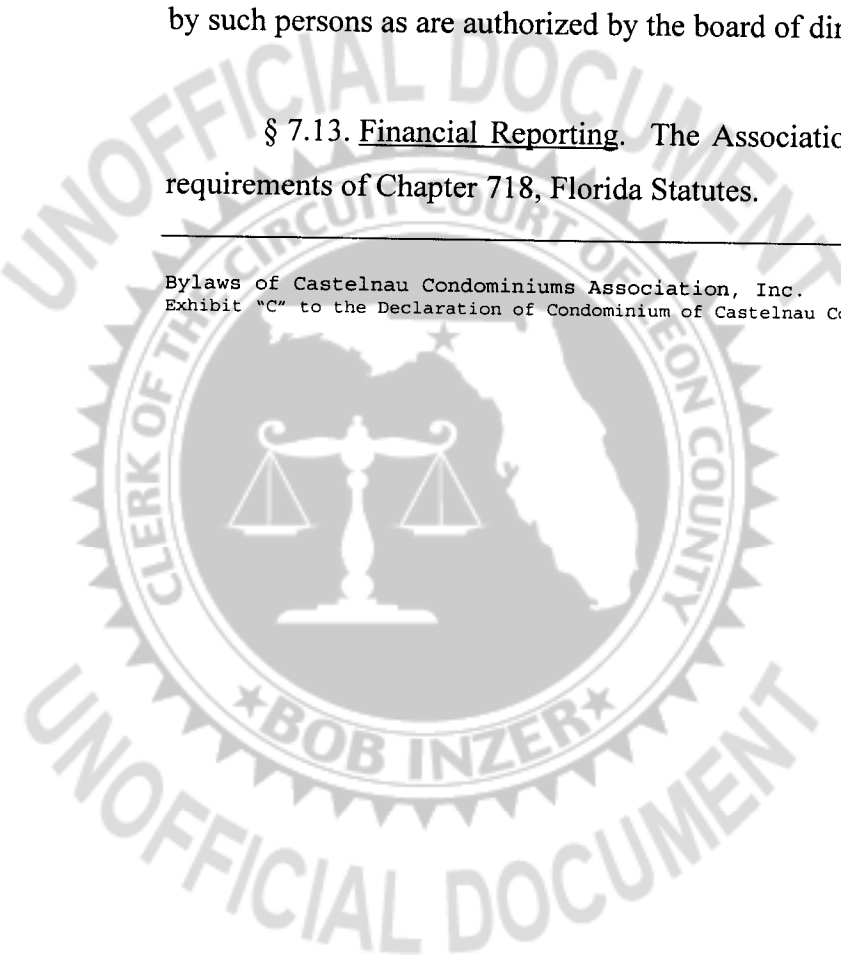 by such persons as are authorized by the board of dir
§ 7.13. Financial Reporting. The Associatio
requirements of Chapter 718, Florida Statutes.
Bylaws of Castelnau Condominiums Association, Inc.
Exhibit "C" to the Declaration of Condominium of Castelnau Co
UNOFFICIAL DOCUMENT
CLERK OF THE CIRCUIT COURT OF LEON COUNTY
★BOB INZER★
UNOFFICIAL DOCUMENT